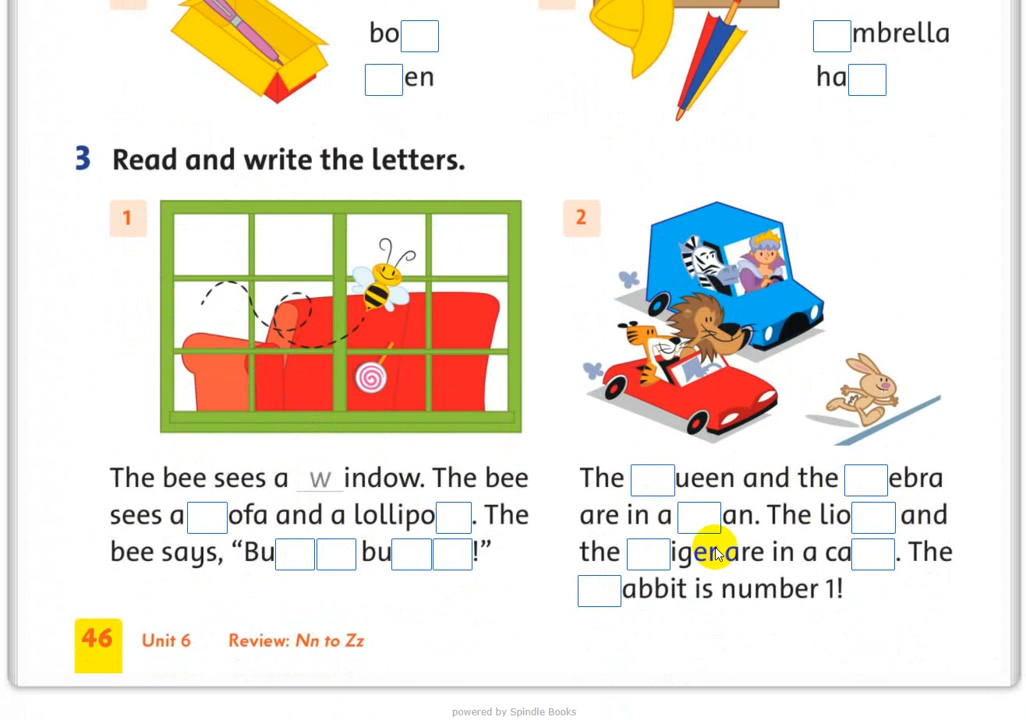 bo
en
mbrella
ha
3 Read and write the letters.
1
2
The bee sees a w indow. The bee
sees a ofa and a lollipo . The
bee says, “Bu bu !”
The ueen and the ebra
are in a an. The lio and
the iger are in a ca . The
abbit is number 1!
46 Unit 6 Review: Nn to Zz
powered by Spindle Books